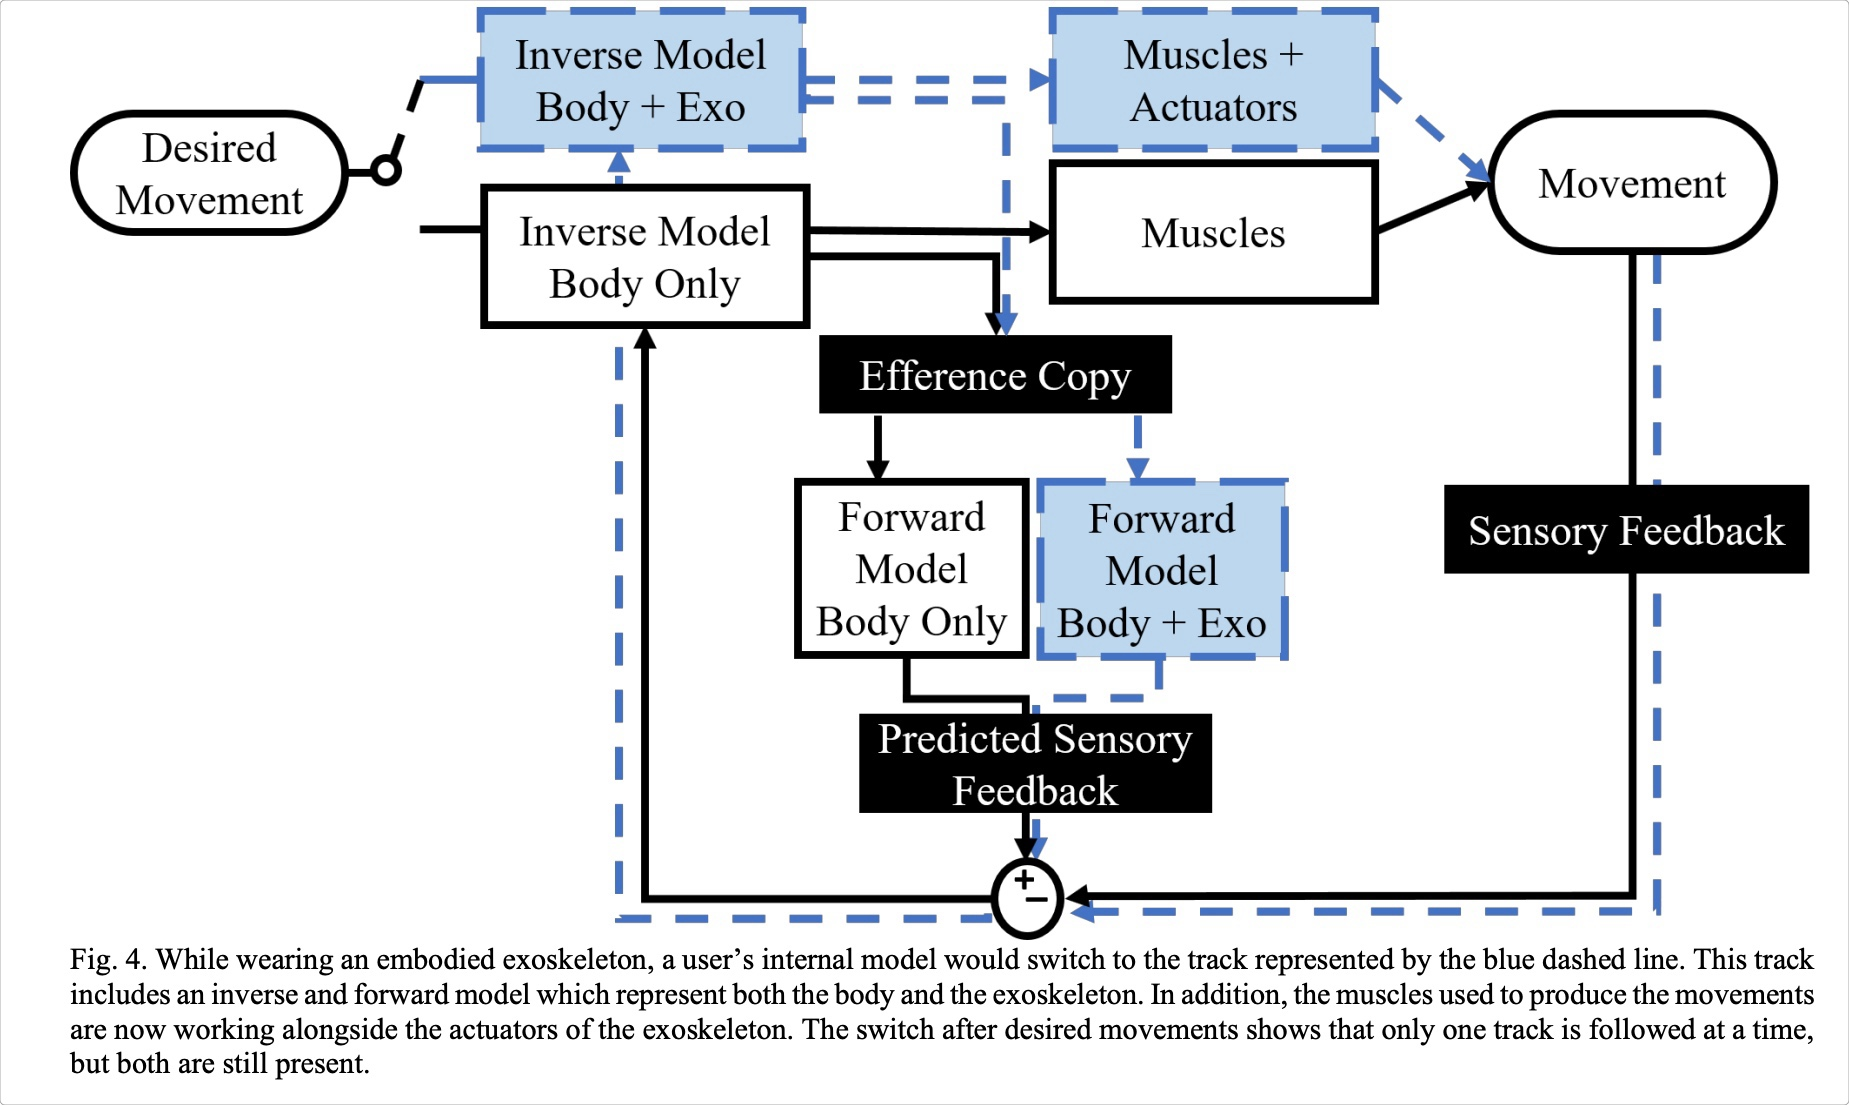 Inverse Model
Body + Exo
Muscles +
Actuators
Desired
Movement
Movement
Inverse Model
Body Only
Muscles
Efference Copy
Forward
Model
Body Only
Forward
Model
Body + Exo
Sensory Feedback
Predicted Sensory
Feedback
+
−
Fig. 4. While wearing an embodied exoskeleton, a user’s internal model would switch to the track represented by the blue dashed line. This track
includes an inverse and forward model which represent both the body and the exoskeleton. In addition, the muscles used to produce the movements
are now working alongside the actuators of the exoskeleton. The switch after desired movements shows that only one track is followed at a time,
but both are still present.